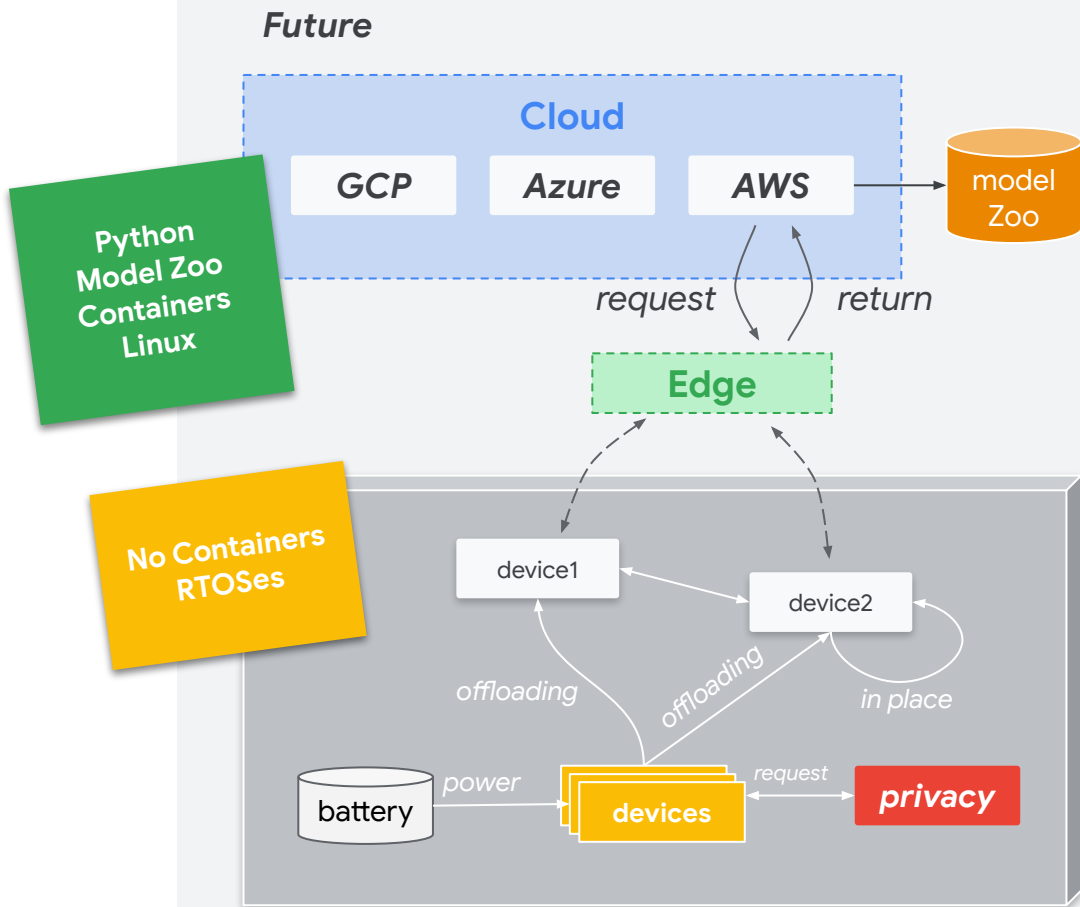 Future
Cloud
GCP
Azure
AWS
model
Zoo
Python
Model Zoo
Containers
Linux
request
return
Edge
No Containers
RTOSes
device1
device2
offloading
offloading
in place
battery
power
devices
request
privacy